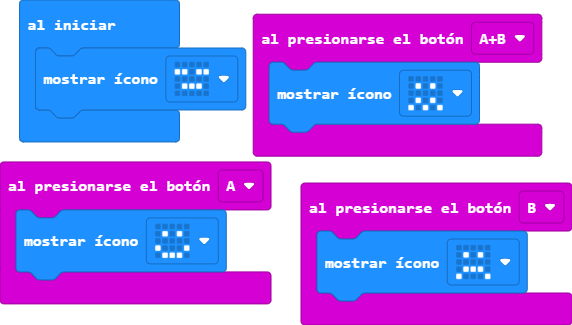 al iniciar
mostrar ícono
al presionarse el botón A+B
mostrar ícono
al presionarse el botón A
mostrar ícono
al presionarse el botón B
mostrar ícono